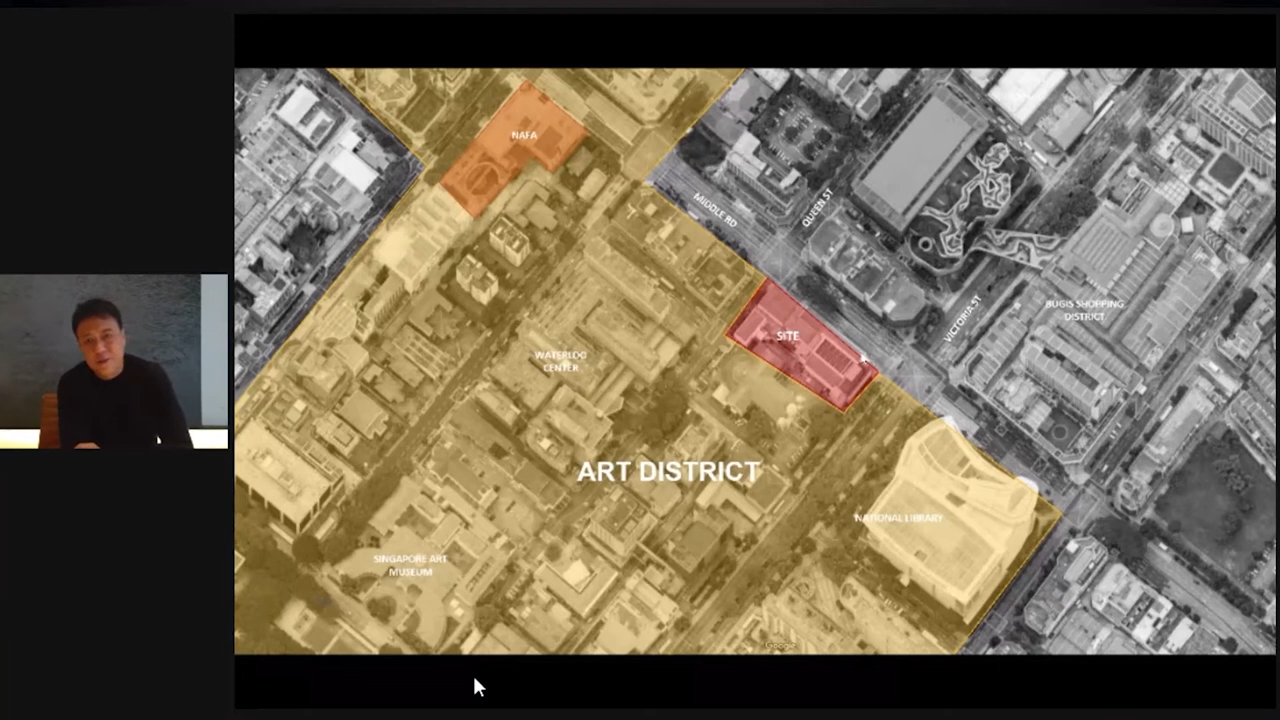 NAFA
MIDDLE RD
QUEEN ST
VICTORIA ST
BUGIS SHOPPING
DISTRICT
SITE
WATERLOO
CENTER
ART DISTRICT
NATIONAL LIBRARY
SINGAPORE ART
MUSEUM
Google